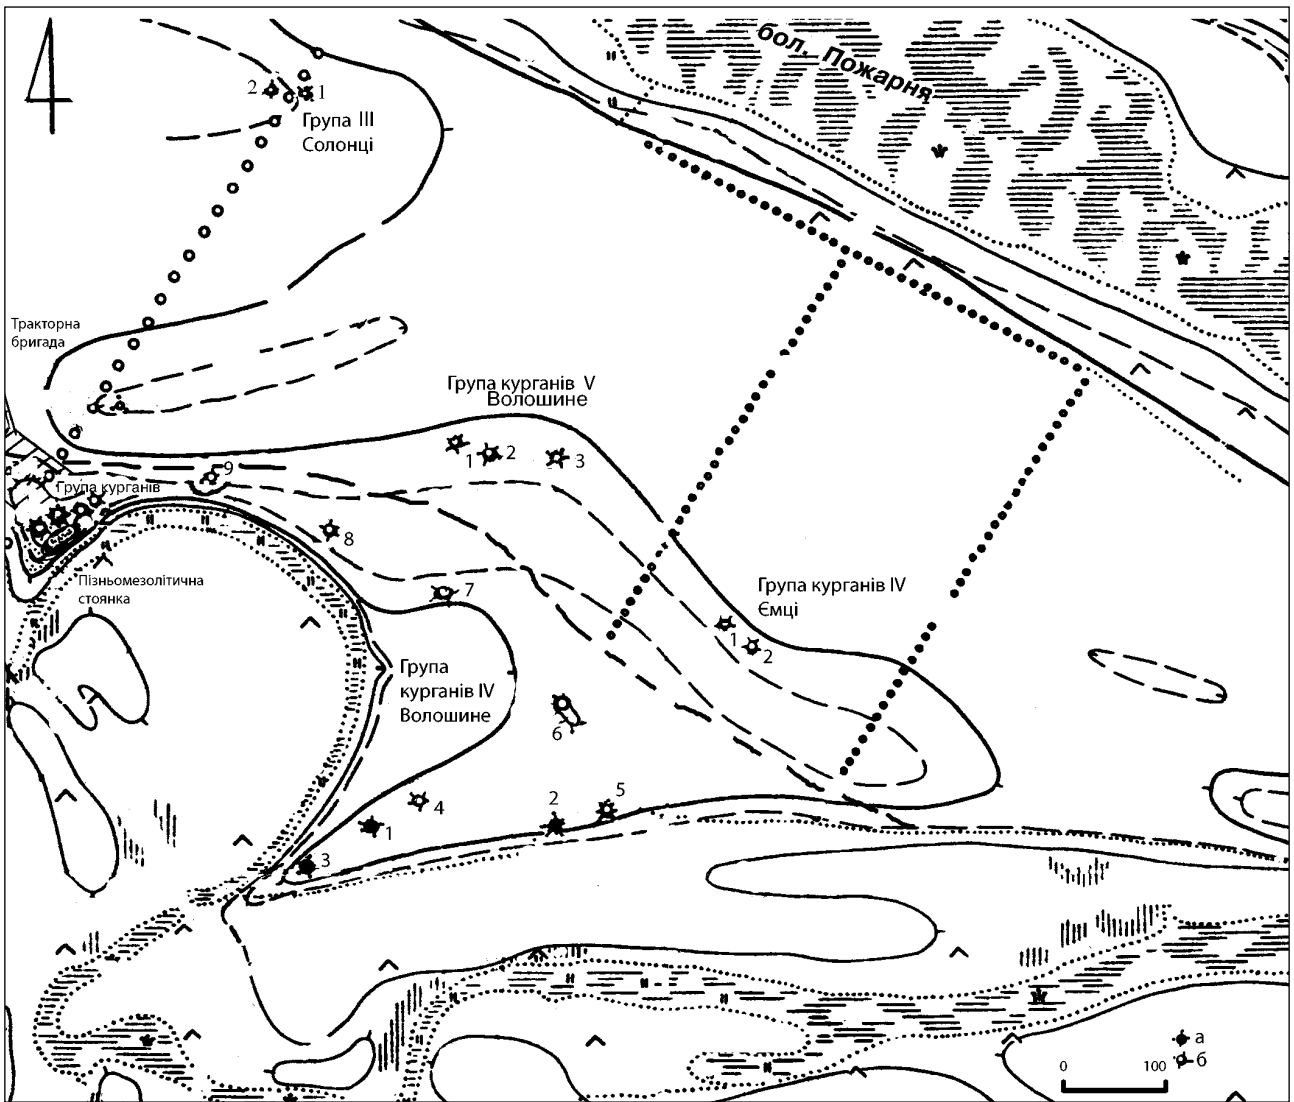 4
бол. Пожарня
2
1
Група III
Солонці
Тракторна
бригада
Група курганів V
Волошине
1
2
3
9
Група курганів
8
Пізньомезолітична
стоянка
7
Група курганів IV
Ємці
1
2
Група
курганів IV
Волошине
6
4
2
5
1
3
а
б
0 100